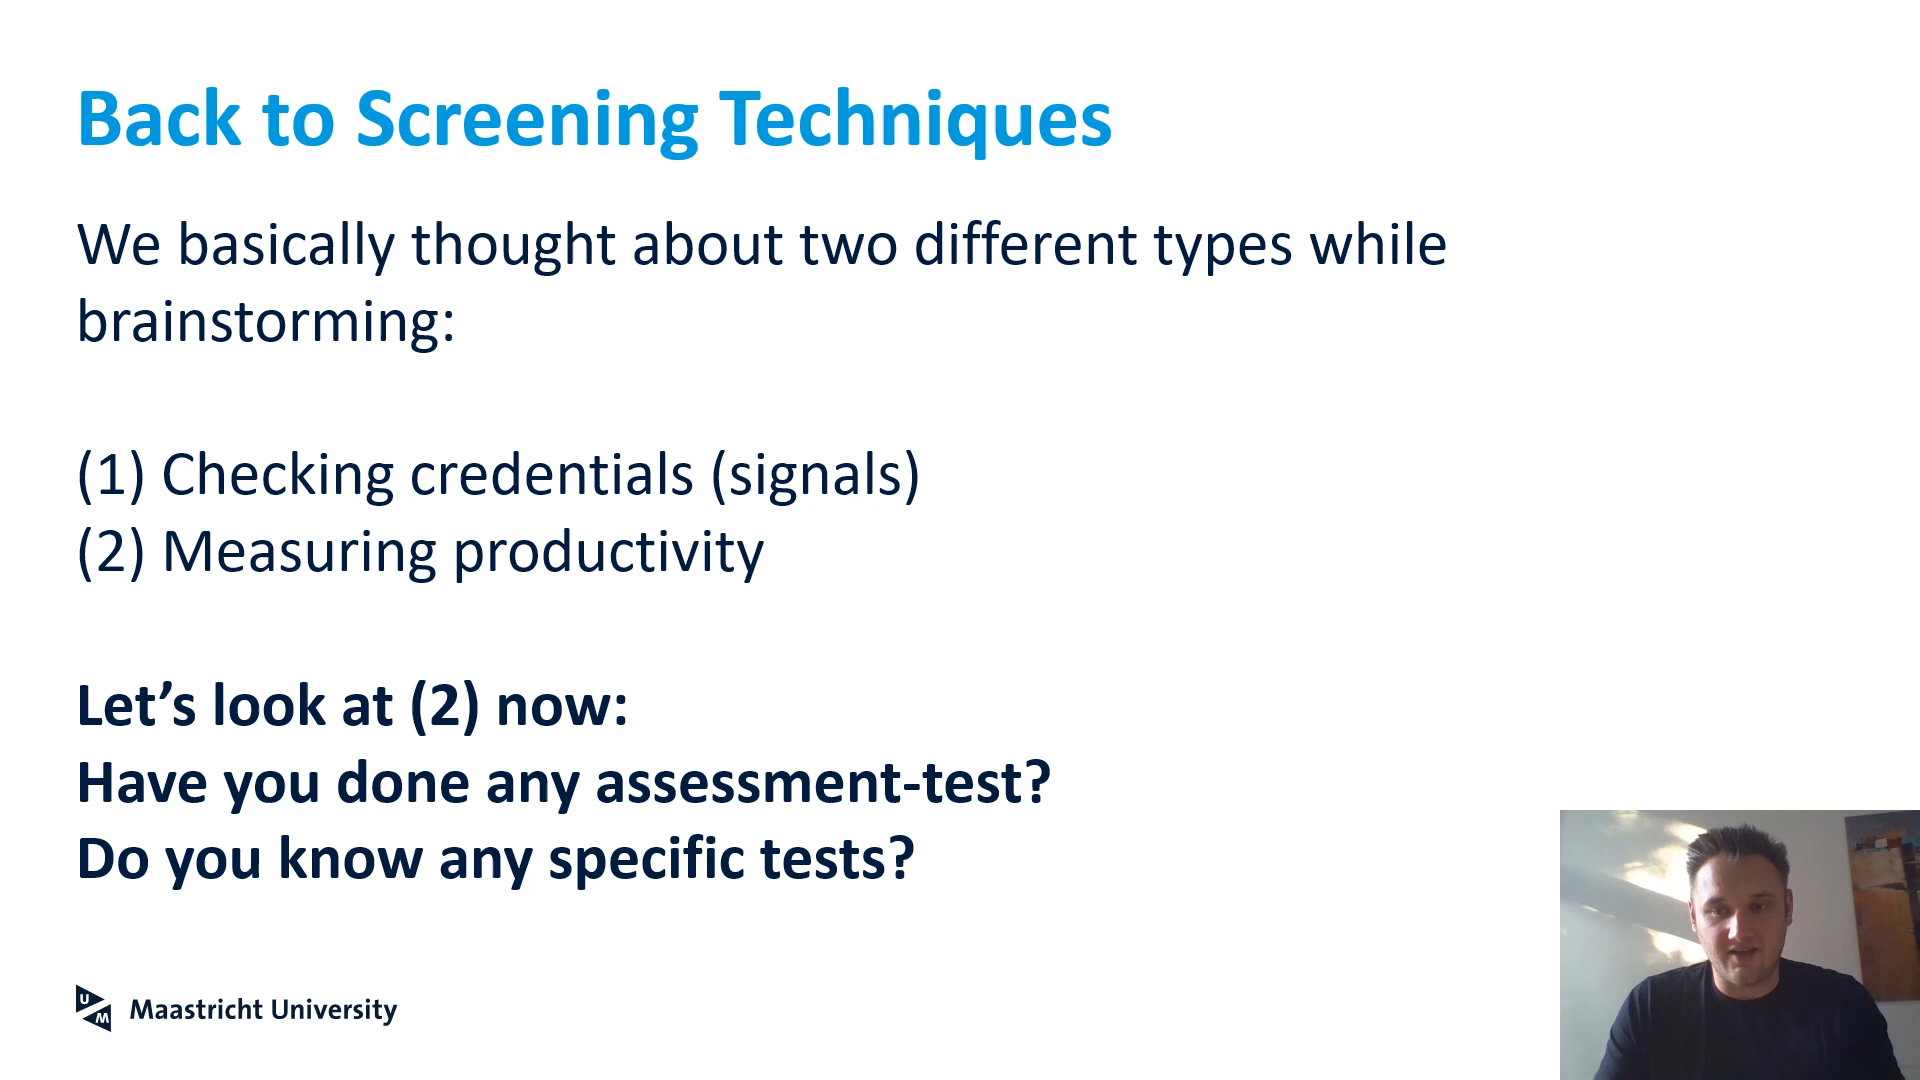 Back to Screening Techniques
We basically thought about two different types while
brainstorming:
(1) Checking credentials (signals)
(2) Measuring productivity
Let’s look at (2) now:
Have you done any assessment-test?
Do you know any specific tests?
UM Maastricht University